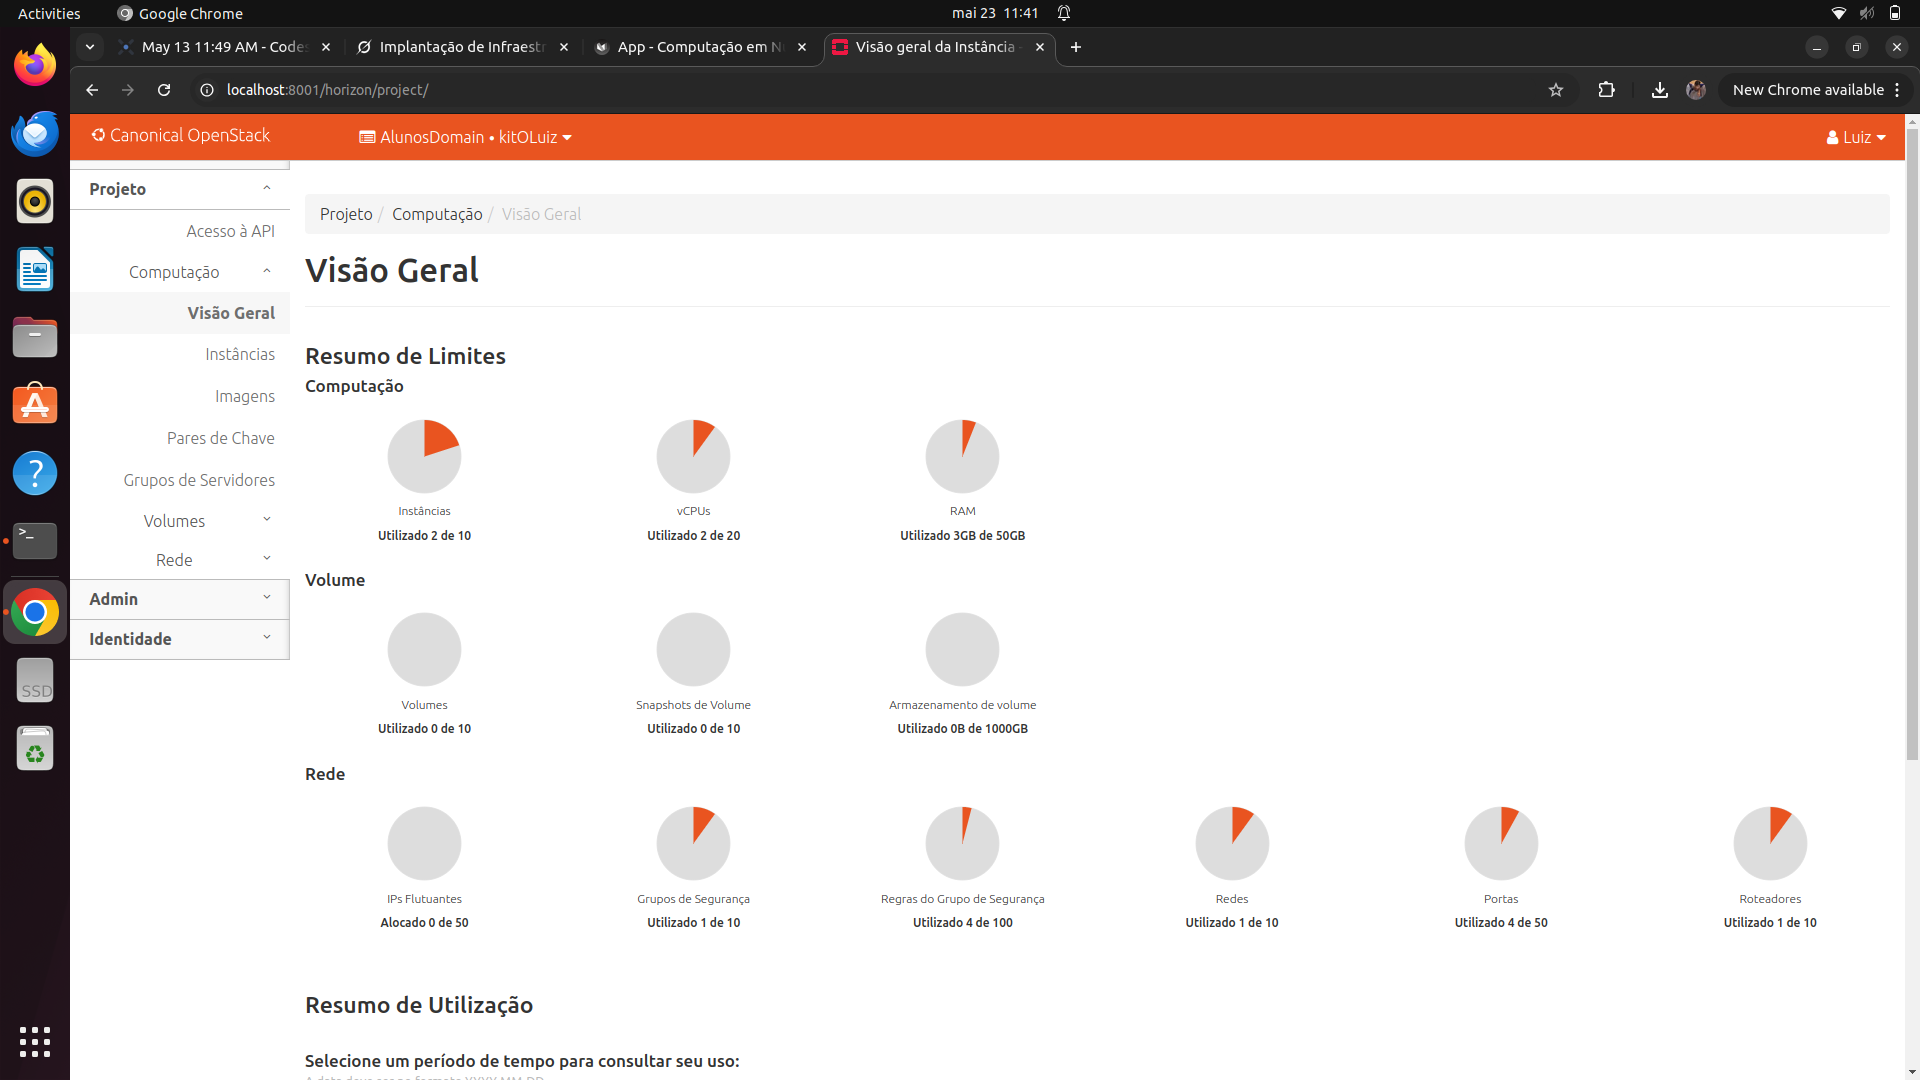 Activities
Google Chrome
mai 23 11:41
May 13 11:49 AM - Codes
Implantação de Infraestr
App - Computação em Nu
Visão geral da Instância -
localhost:8001/horizon/project/
New Chrome available
Canonical OpenStack
AlunosDomain • kitOLuiz
Luiz
Projeto
Acesso à API
Computação
Visão Geral
Instâncias
Imagens
Pares de Chave
Grupos de Servidores
Volumes
Rede
Admin
Identidade
SSD
Projeto / Computação / Visão Geral
Visão Geral
Resumo de Limites
Computação
Instâncias
Utilizado 2 de 10
vCPUs
Utilizado 2 de 20
RAM
Utilizado 3GB de 50GB
Volume
Volumes
Utilizado 0 de 10
Snapshots de Volume
Utilizado 0 de 10
Armazenamento de volume
Utilizado 0B de 1000GB
Rede
IPs Flutuantes
Alocado 0 de 50
Grupos de Segurança
Utilizado 1 de 10
Regras do Grupo de Segurança
Utilizado 4 de 100
Redes
Utilizado 1 de 10
Portas
Utilizado 4 de 50
Roteadores
Utilizado 1 de 10
Resumo de Utilização
Selecione um período de tempo para consultar seu uso: